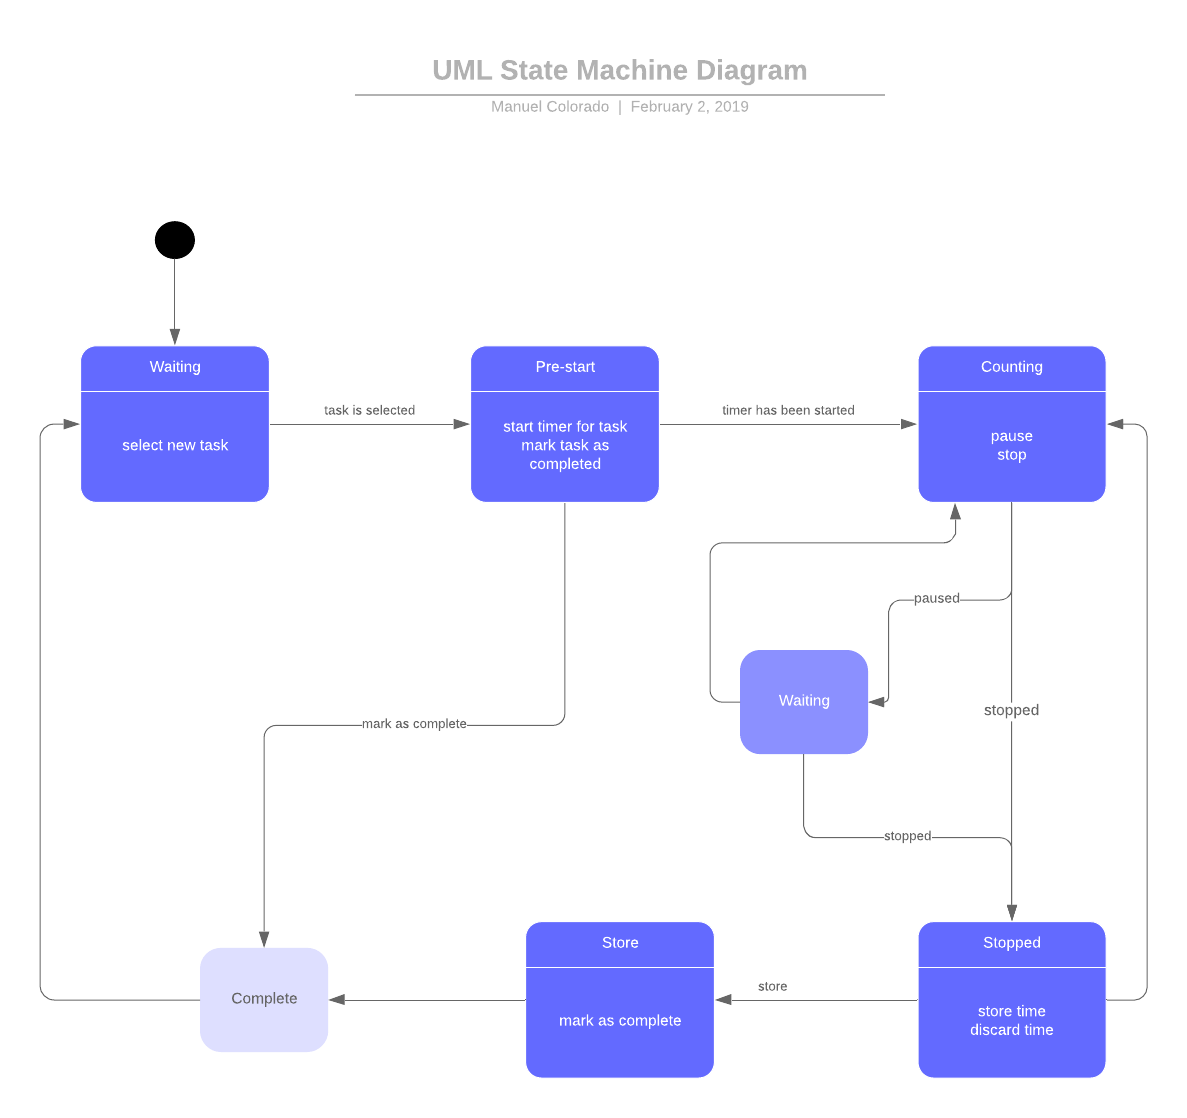 UML State Machine Diagram
Manuel Colorado | February 2, 2019
Waiting
select new task
task is selected
Pre-start
start timer for task
mark task as
completed
timer has been started
Counting
pause
stop
paused
Waiting
stopped
mark as complete
stopped
Complete
Store
mark as complete
store
Stopped
store time
discard time